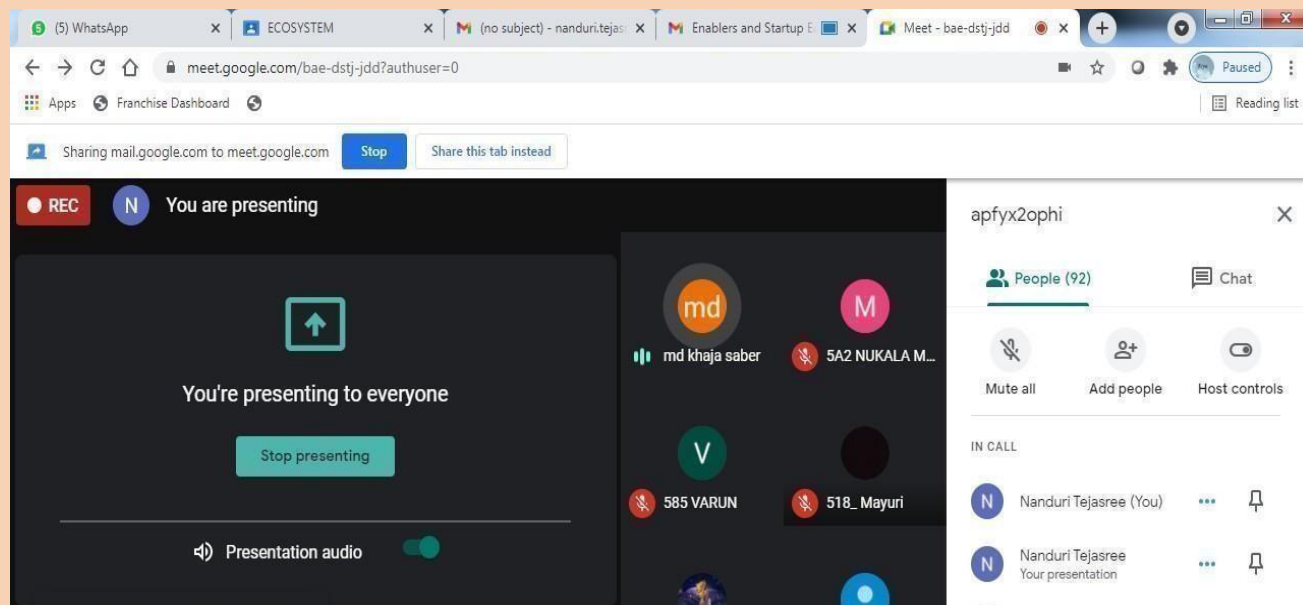 (5) WhatsApp
ECOSYSTEM
(no subject) - nanduri.tejas
Enablers and Startup E
Meet - bae-dstj-jdd
meet.google.com/bae-dstj-jdd?authuser=0
Paused
Apps
Franchise Dashboard
Reading list
Sharing mail.google.com to meet.google.com
Stop
Share this tab instead
REC
N
You are presenting
You're presenting to everyone
Stop presenting
Presentation audio
md
md khaja saber
M
5A2 NUKALA M...
V
585 VARUN
518_ Mayuri
apfyx2ophi
People (92)
Chat
Mute all
Add people
Host controls
IN CALL
N
Nanduri Tejasree (You)
N
Nanduri Tejasree
Your presentation